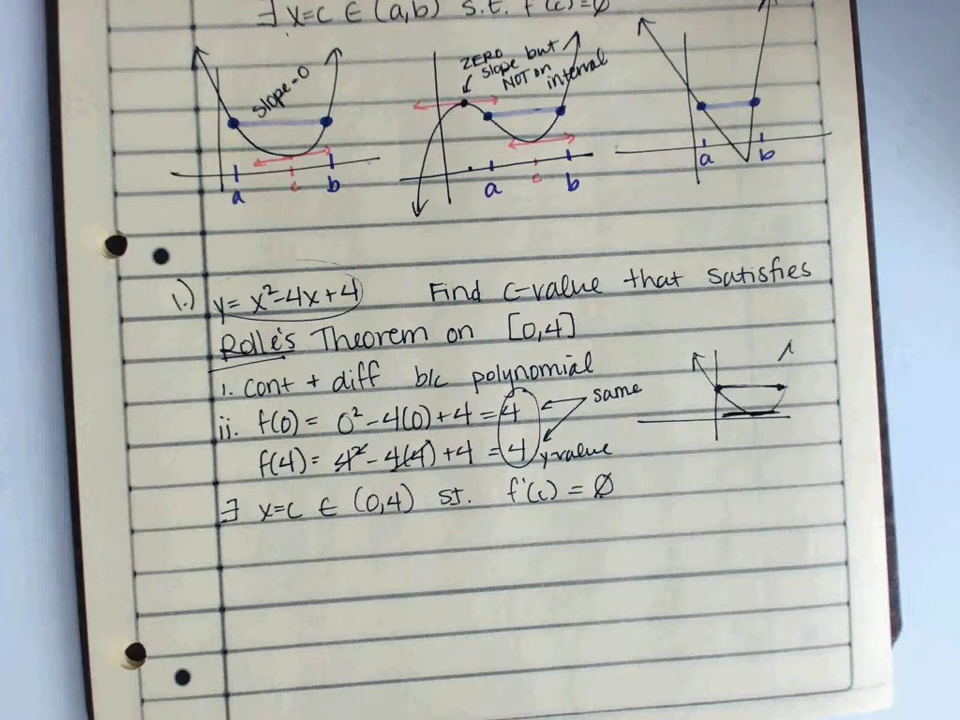 ∃ x=c ∈ (a,b) s.t. f'(c)=∅
slope=0
a c b
ZERO
slope but
NOT on
interval
a c b
a b
1.) y= x²-4x+4 Find c-value that satisfies
Rolle's Theorem on [0,4]
i. cont + diff b/c polynomial
ii. f(0) = 0²-4(0)+4 = 4 same
f(4) = 4²-4(4)+4 = 4 y-value
∃ x=c ∈ (0,4) st. f'(c) = ∅